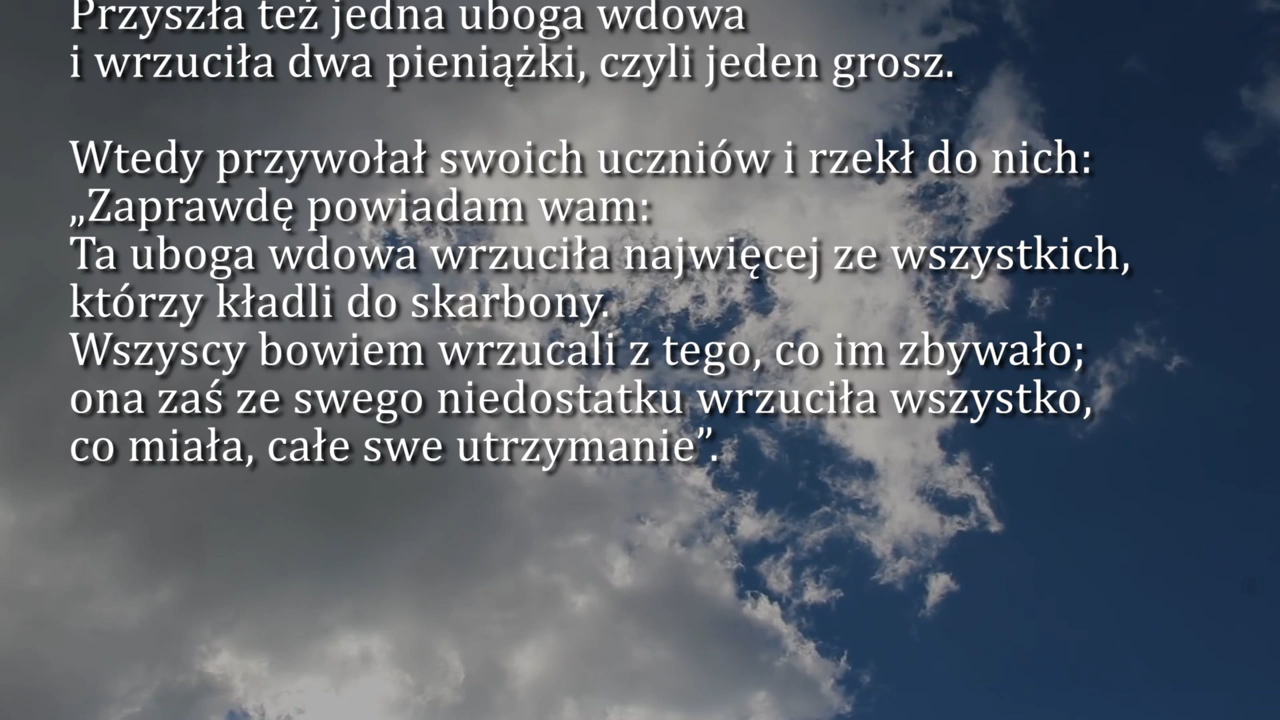 Przyszła też jedna uboga wdowa
i wrzuciła dwa pieniążki, czyli jeden grosz.
Wtedy przywołał swoich uczniów i rzekł do nich:
„Zaprawdę powiadam wam:
Ta uboga wdowa wrzuciła najwięcej ze wszystkich,
którzy kładli do skarbony.
Wszyscy bowiem wrzucali z tego, co im zbywało;
ona zaś ze swego niedostatku wrzuciła wszystko,
co miała, całe swe utrzymanie”.